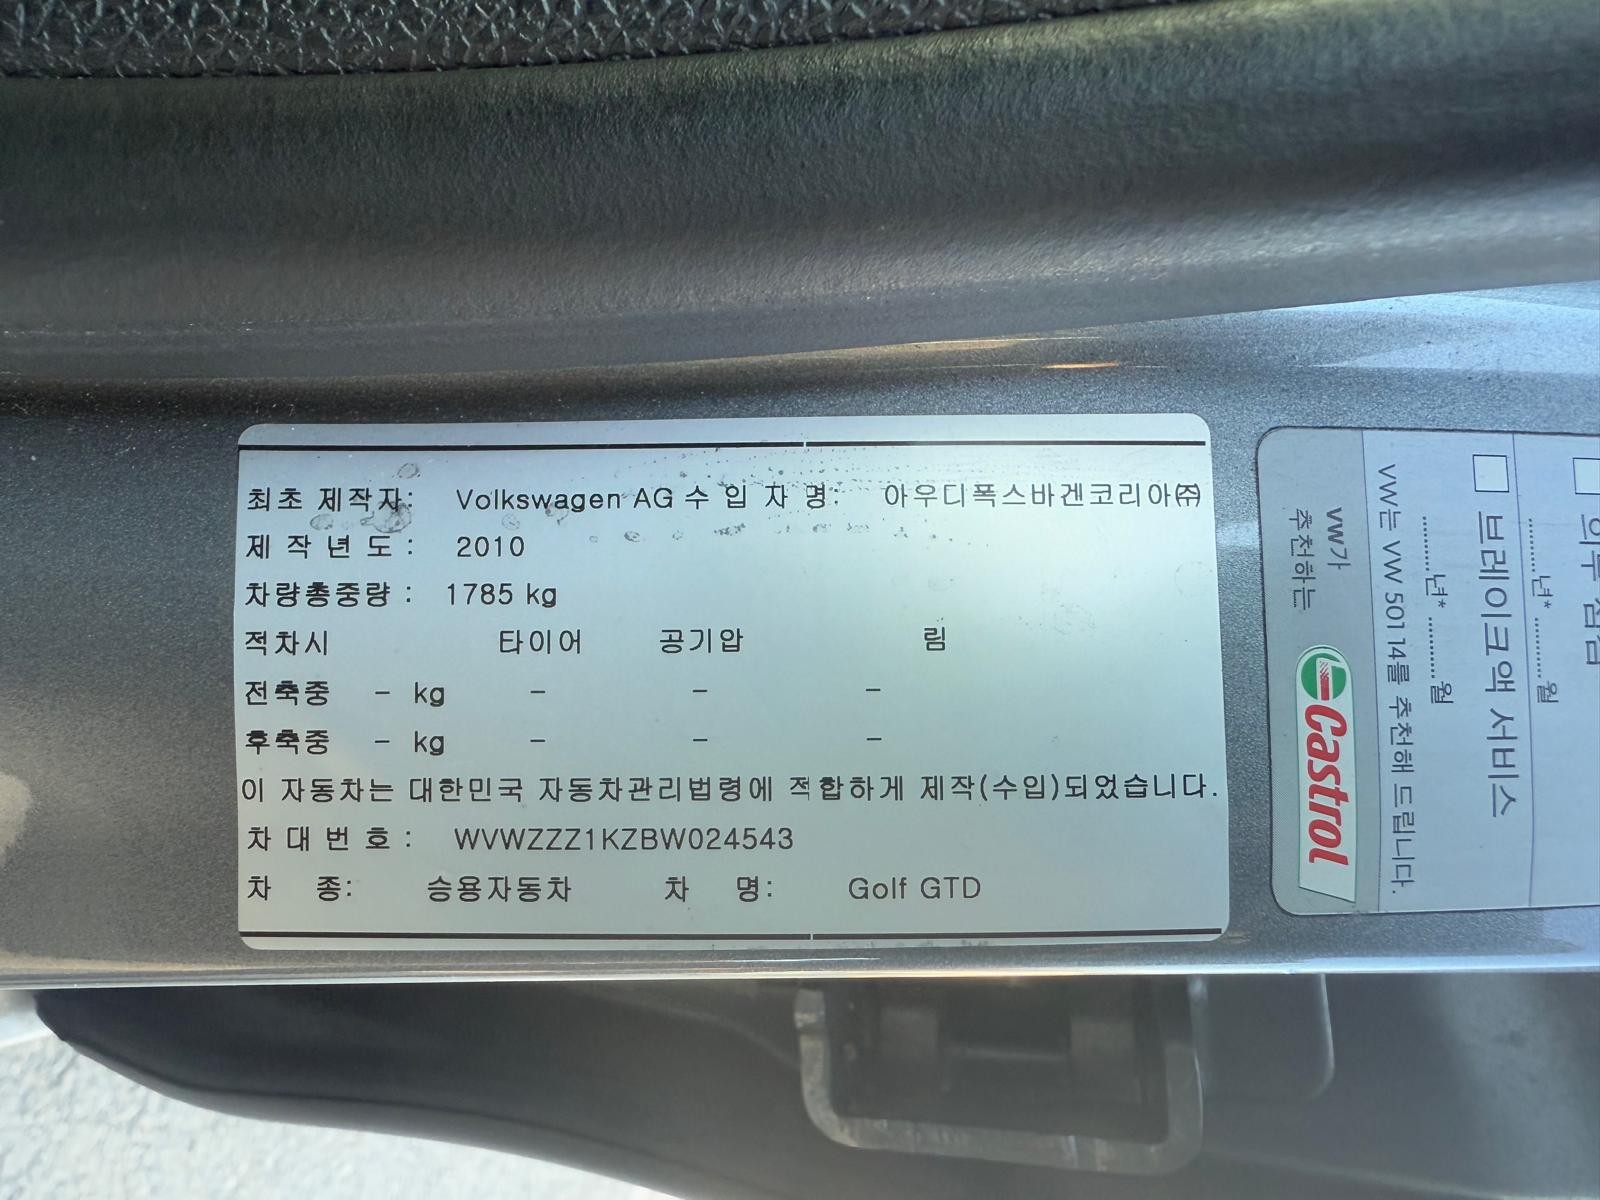 최초 제작자: Volkswagen AG 수 입 자 명: 아우디폭스바겐코리아㈜
제 작 년 도 : 2010
차량총중량 : 1785 kg
적차시 타이어 공기압 림
전축중 - kg - - -
후축중 - kg - - -
이 자동차는 대한민국 자동차관리법령에 적합하게 제작(수입)되었습니다.
차 대 번 호 : WVWZZZ1KZBW024543
차 종: 승용자동차 차 명: Golf GTD
VW가
추천하는
Castrol
VW는 VW 501 14를 추천해 드립니다.
브레이크액 서비스
............년* ............월
............년* ............월